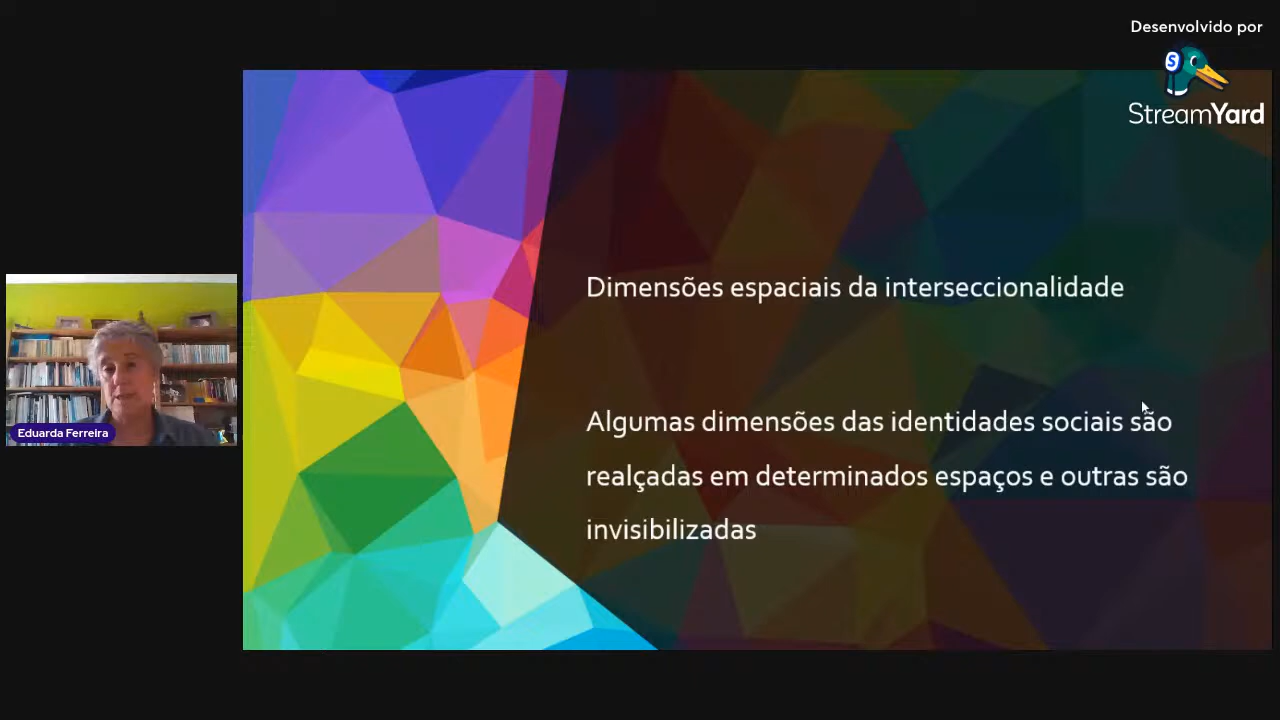 Desenvolvido por
StreamYard
Dimensões espaciais da interseccionalidade
Algumas dimensões das identidades sociais são
realçadas em determinados espaços e outras são
invisibilizadas
Eduarda Ferreira